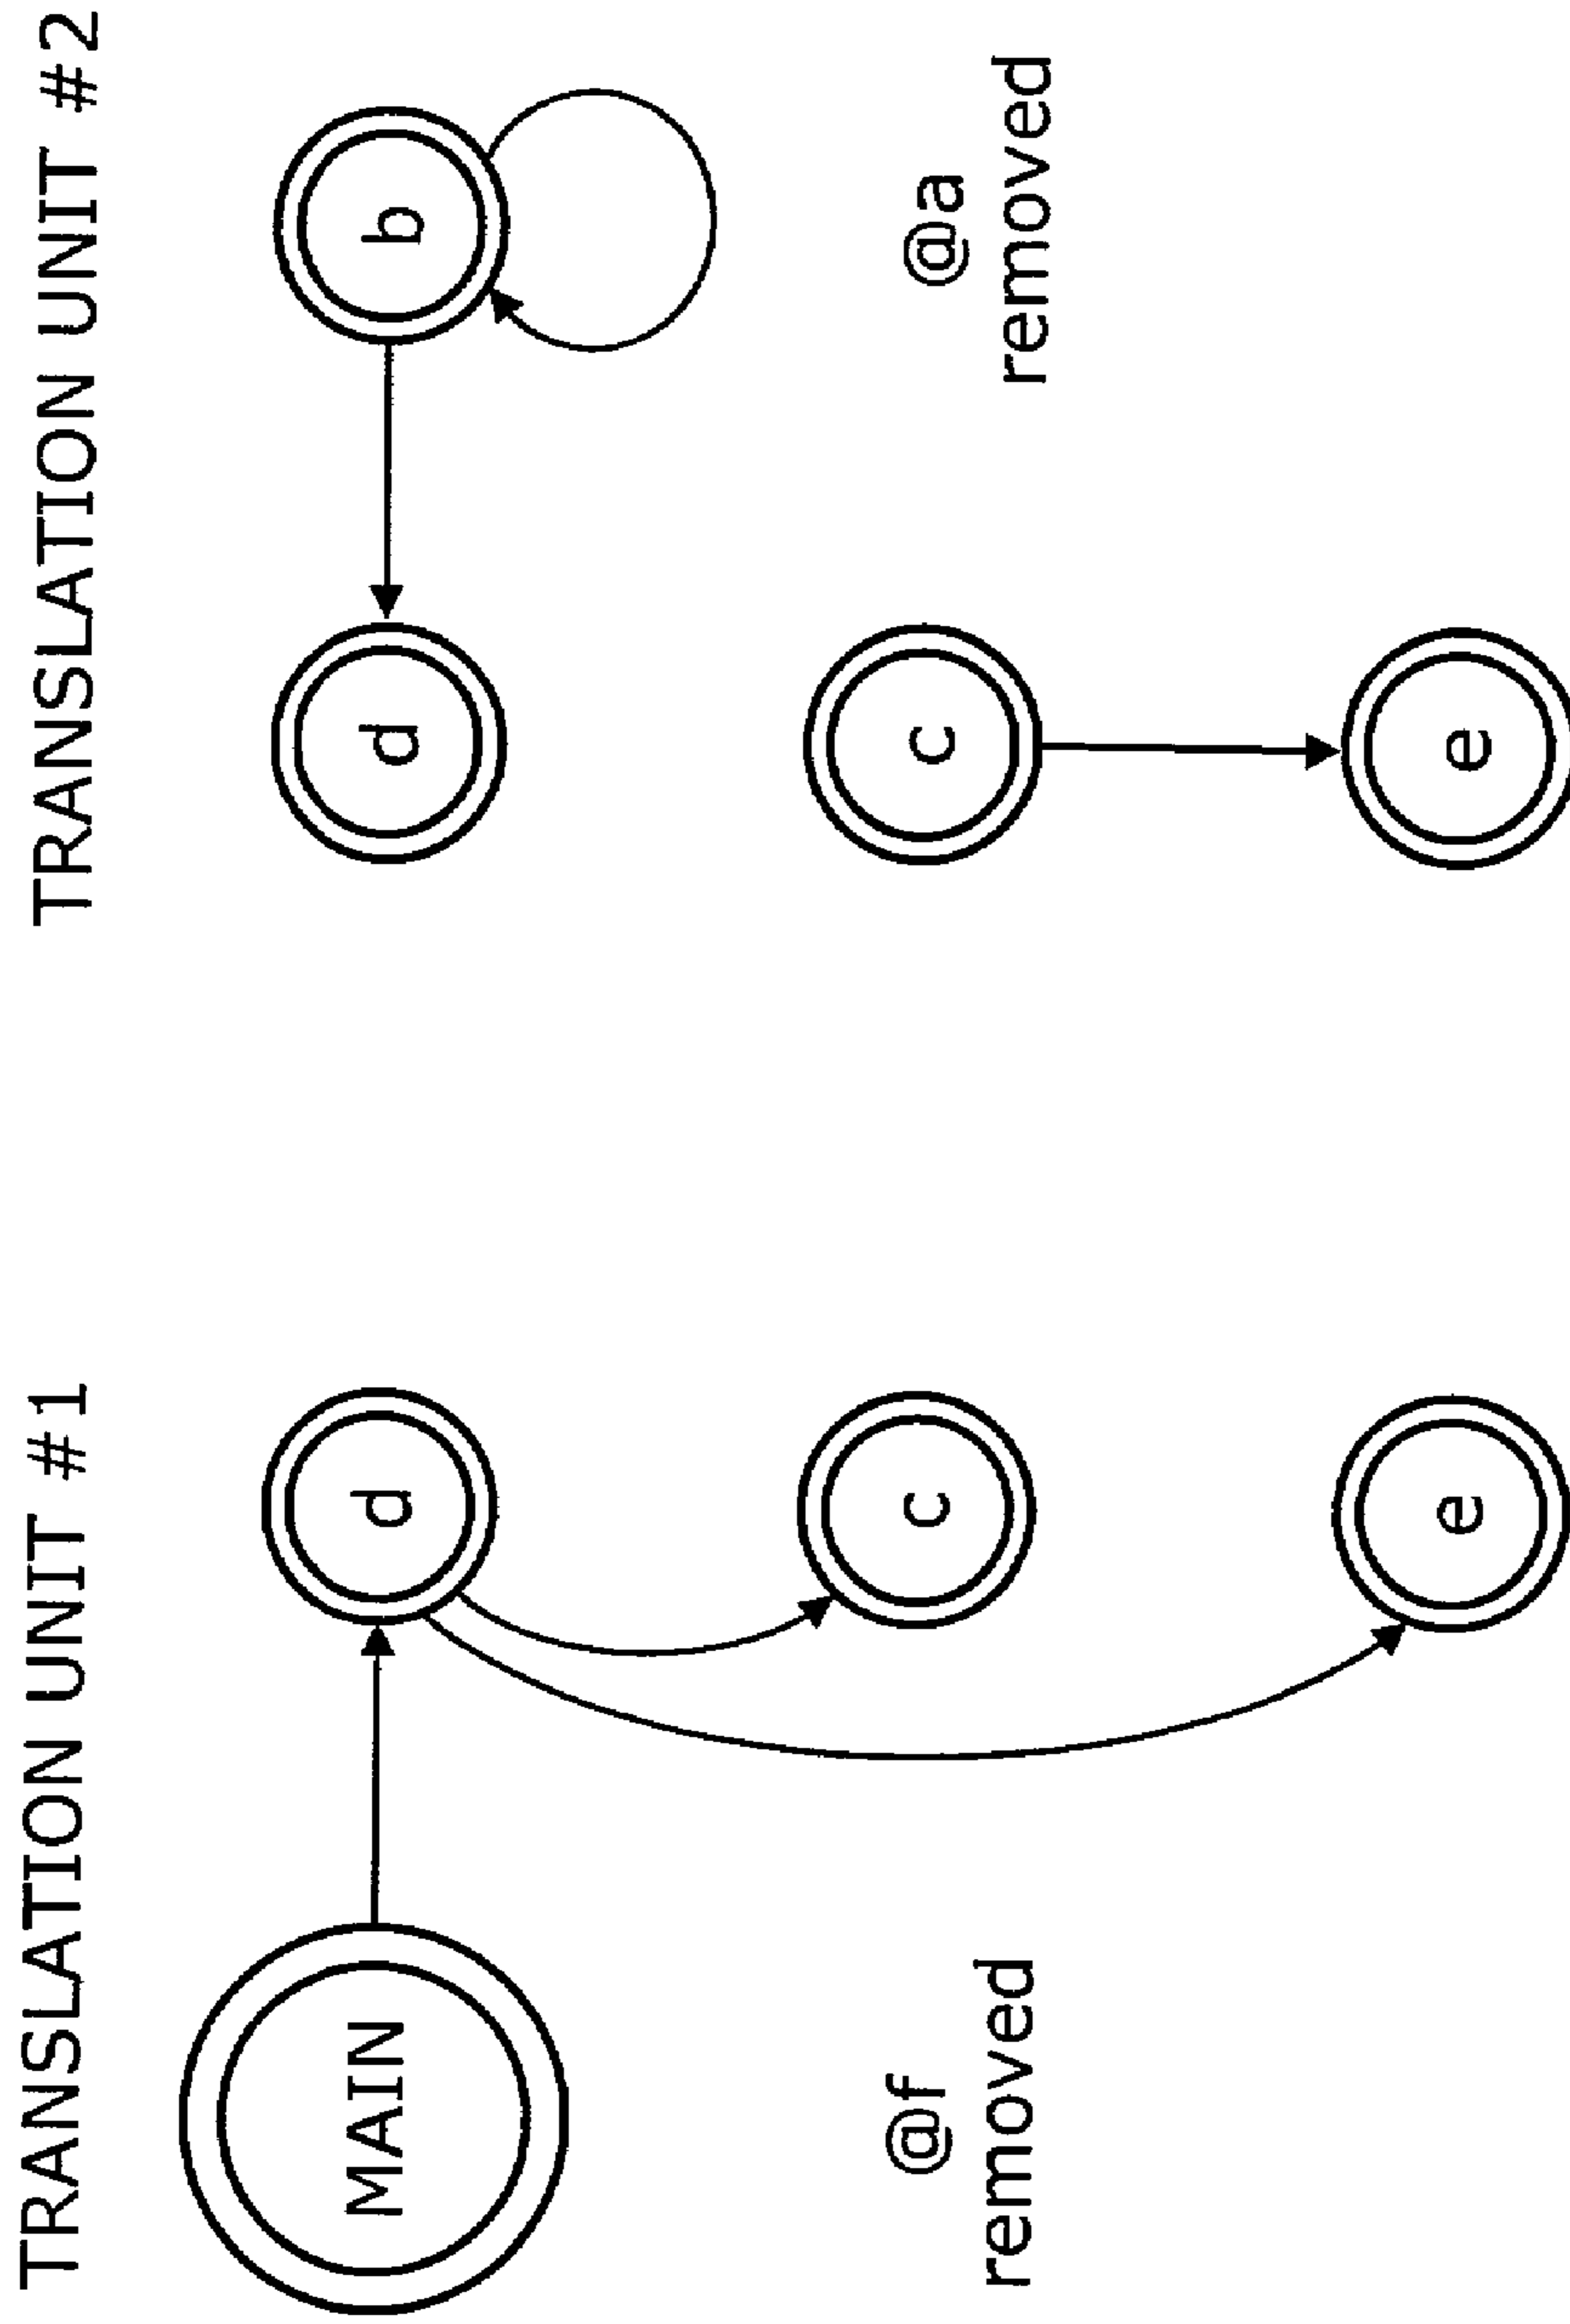 TRANSLATION UNIT #1
MAIN
d
c
e
@f
removed
TRANSLATION UNIT #2
d
b
c
e
@a
removed